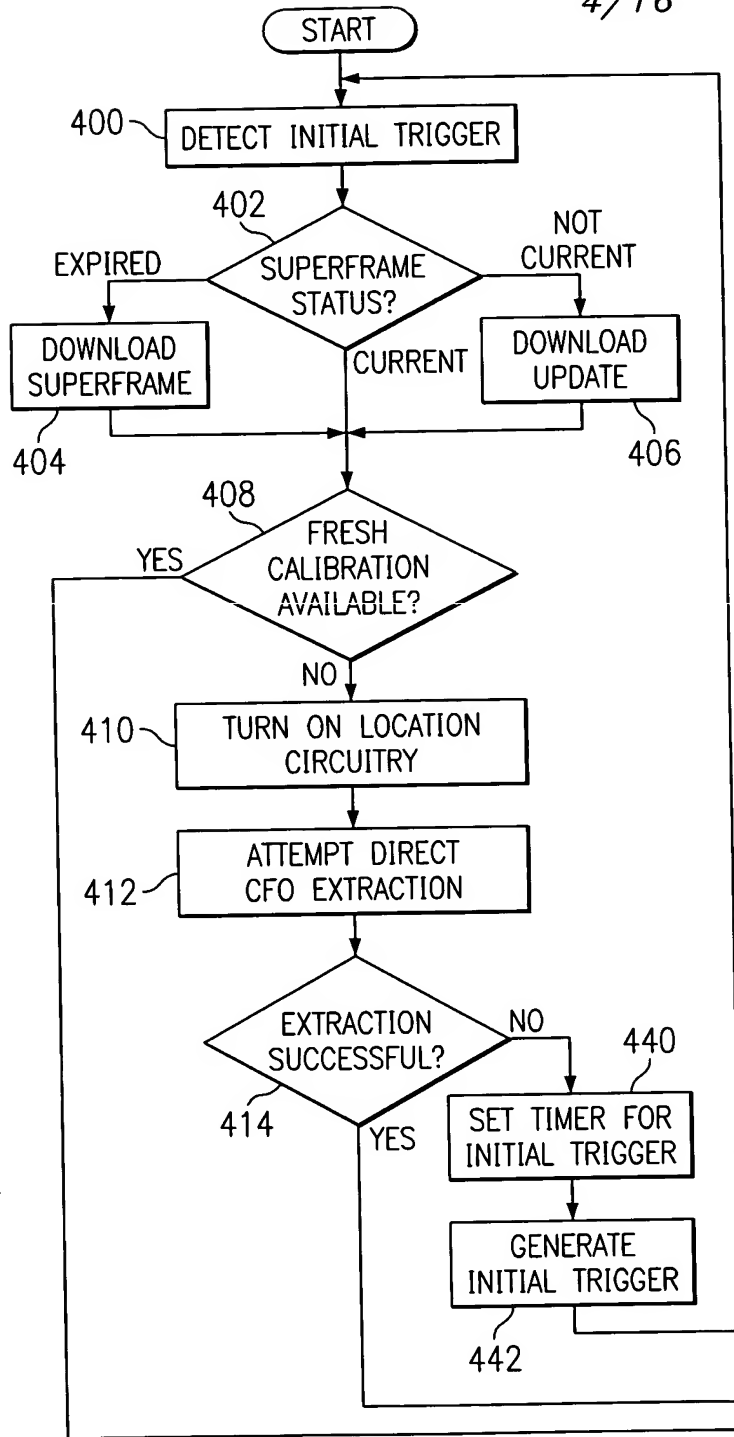 4/16
START
400
DETECT INITIAL TRIGGER
402
SUPERFRAME
STATUS?
EXPIRED
NOT
CURRENT
DOWNLOAD
SUPERFRAME
404
CURRENT
DOWNLOAD
UPDATE
406
408
FRESH
CALIBRATION
AVAILABLE?
YES
NO
410
TURN ON LOCATION
CIRCUITRY
412
ATTEMPT DIRECT
CFO EXTRACTION
EXTRACTION
SUCCESSFUL?
NO
414
YES
440
SET TIMER FOR
INITIAL TRIGGER
GENERATE
INITIAL TRIGGER
442